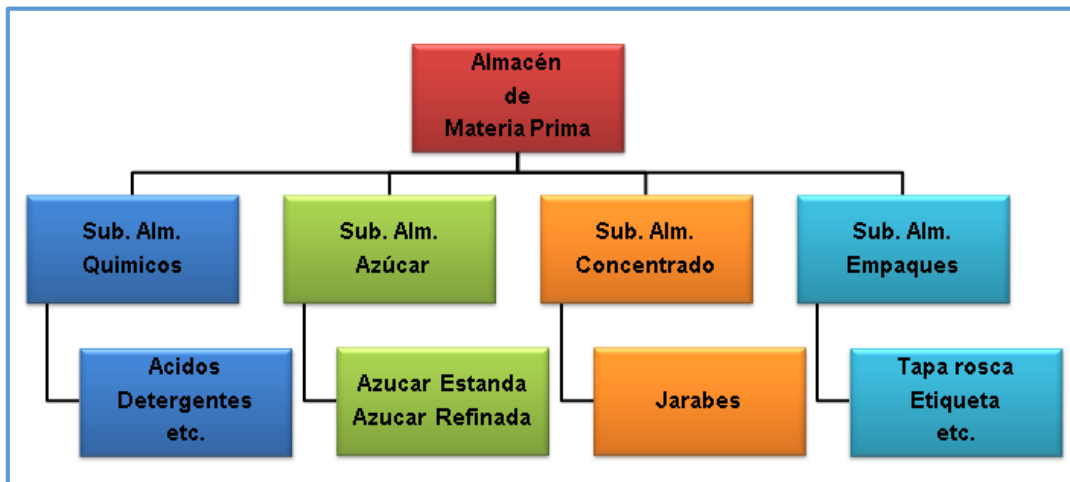 Almacén
de
Materia Prima
Sub. Alm.
Quimicos
Sub. Alm.
Azúcar
Sub. Alm.
Concentrado
Sub. Alm.
Empaques
Acidos
Detergentes
etc.
Azucar Estanda
Azucar Refinada
Jarabes
Tapa rosca
Etiqueta
etc.